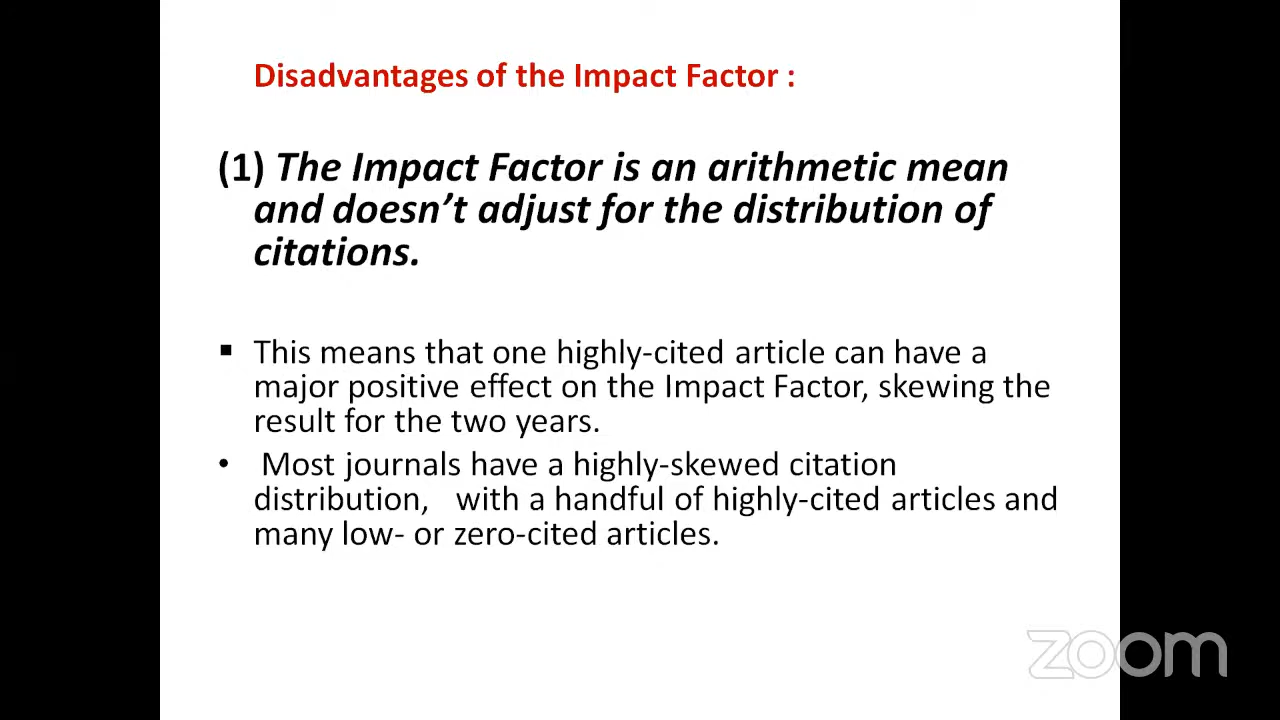 Disadvantages of the Impact Factor :
(1) The Impact Factor is an arithmetic mean
and doesn’t adjust for the distribution of
citations.
▪ This means that one highly-cited article can have a
major positive effect on the Impact Factor, skewing the
result for the two years.
• Most journals have a highly-skewed citation
distribution,   with a handful of highly-cited articles and
many low- or zero-cited articles.
zoom